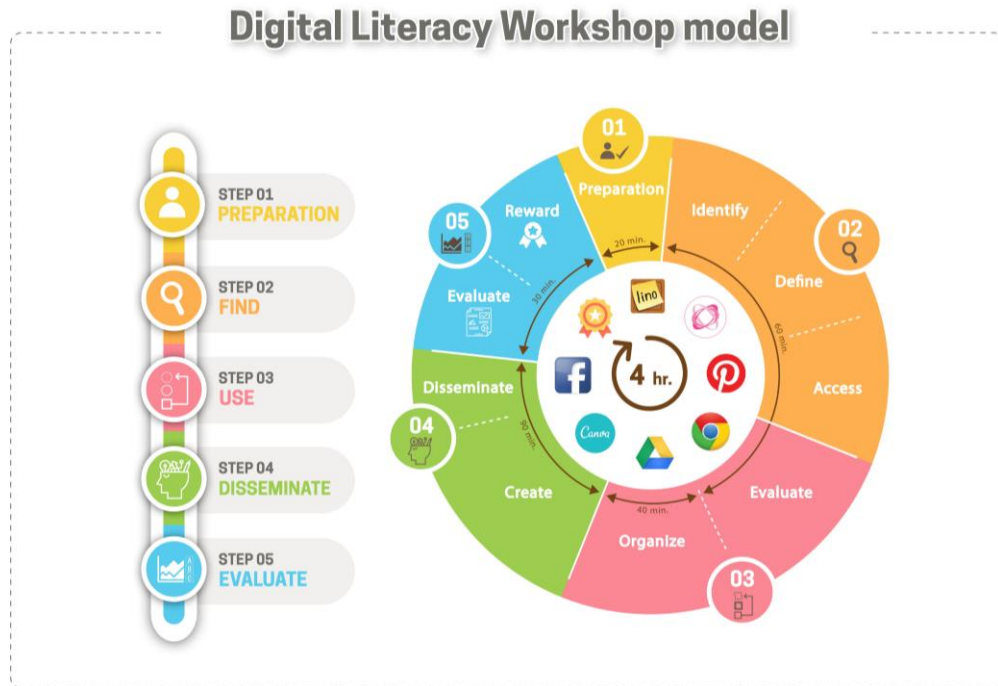 Digital Literacy Workshop model
STEP 01
PREPARATION
STEP 02
FIND
STEP 03
USE
STEP 04
DISSEMINATE
STEP 05
EVALUATE
01
Preparation
20 min.
Identify
02
Define
60 min.
Access
Evaluate
03
Organize
40 min.
Create
04
Disseminate
90 min.
Evaluate
05
Reward
30 min.
lino
Canva
4 hr.
A
B
C